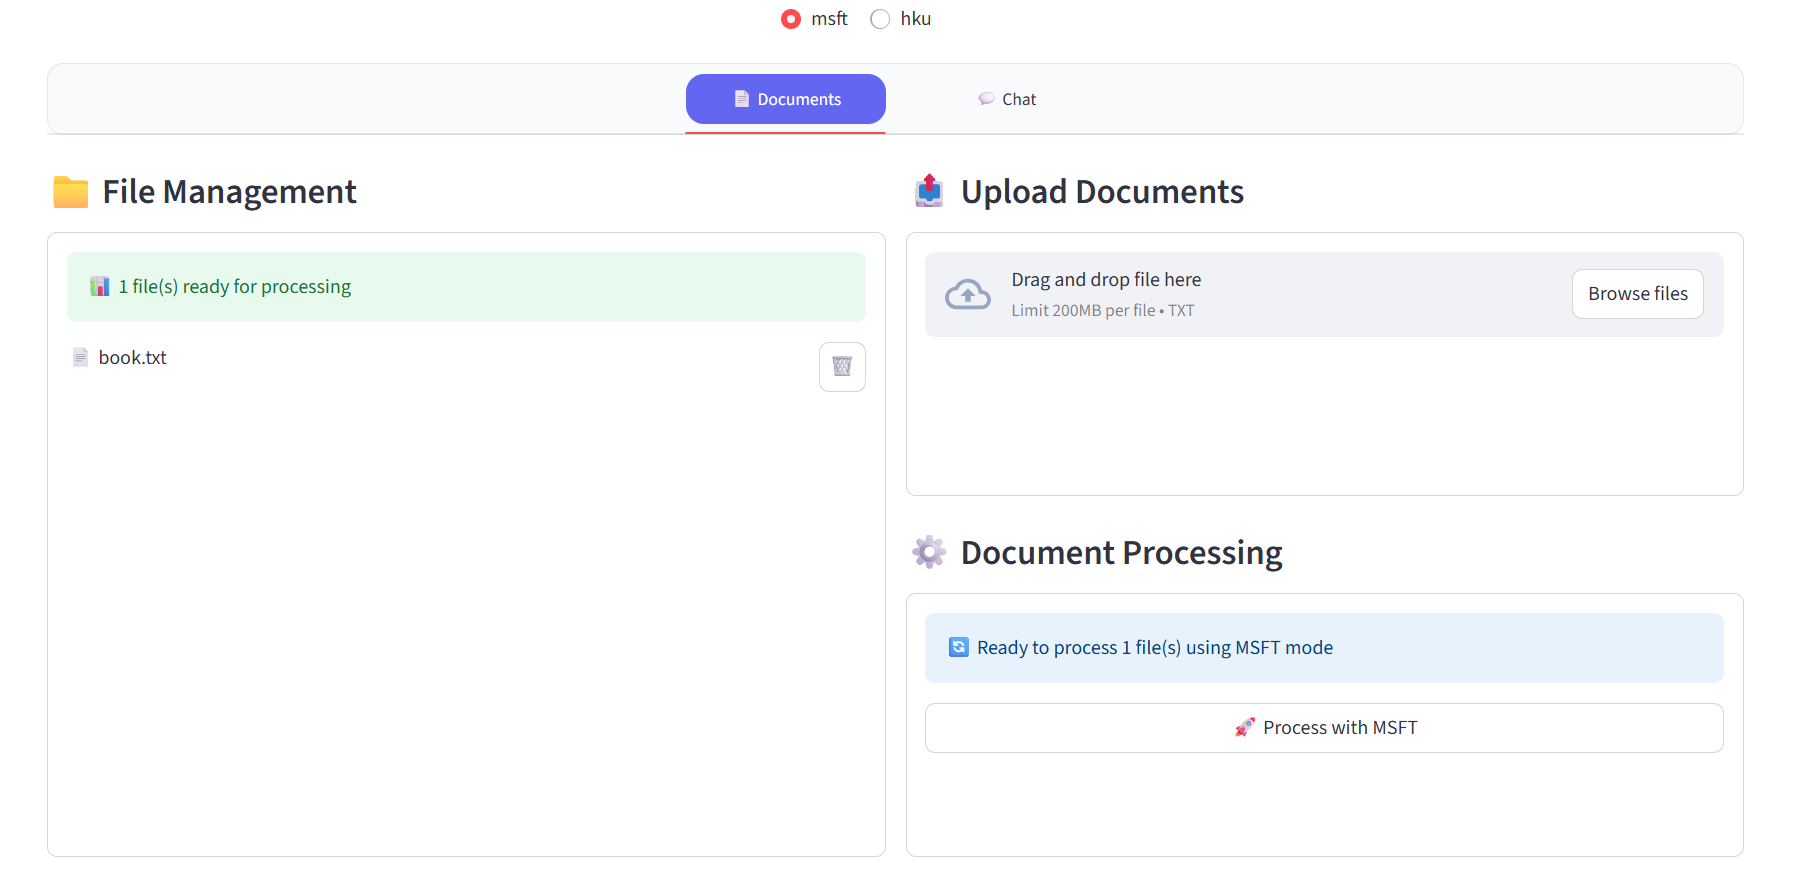 msft hku
Documents Chat
File Management
1 file(s) ready for processing
book.txt
Upload Documents
Drag and drop file here
Limit 200MB per file • TXT
Browse files
Document Processing
Ready to process 1 file(s) using MSFT mode
Process with MSFT